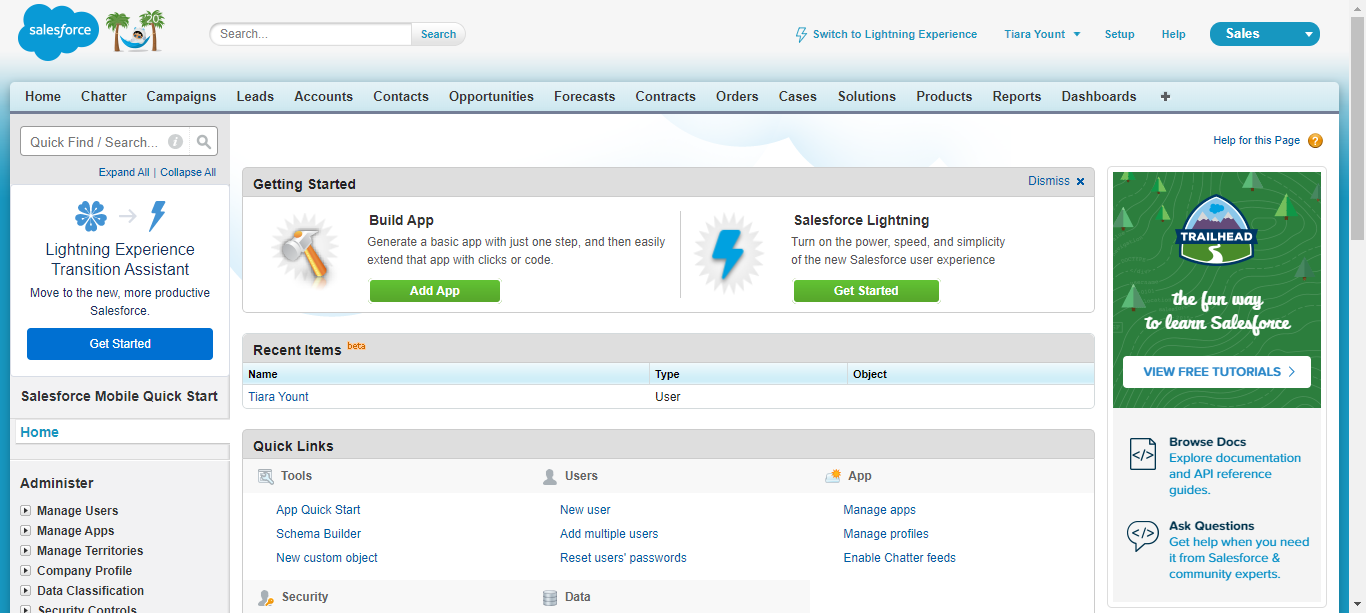 salesforce
20
Search...
Search
Switch to Lightning Experience
Tiara Yount
Setup
Help
Sales
Home
Chatter
Campaigns
Leads
Accounts
Contacts
Opportunities
Forecasts
Contracts
Orders
Cases
Solutions
Products
Reports
Dashboards
+
Quick Find / Search...
i
Expand All | Collapse All
Lightning Experience
Transition Assistant
Move to the new, more productive
Salesforce.
Get Started
Salesforce Mobile Quick Start
Home
Administer
Manage Users
Manage Apps
Manage Territories
Company Profile
Data Classification
Security Controls
Help for this Page
?
Getting Started
Dismiss x
Build App
Generate a basic app with just one step, and then easily
extend that app with clicks or code.
Add App
Salesforce Lightning
Turn on the power, speed, and simplicity
of the new Salesforce user experience
Get Started
Recent Items beta
Name
Type
Object
Tiara Yount
User
Quick Links
Tools
App Quick Start
Schema Builder
New custom object
Users
New user
Add multiple users
Reset users' passwords
App
Manage apps
Manage profiles
Enable Chatter feeds
Security
Data
TRAILHEAD
the fun way
to learn Salesforce
VIEW FREE TUTORIALS >
</>
Browse Docs
Explore documentation
and API reference
guides.
</>
Ask Questions
Get help when you need
it from Salesforce &
community experts.